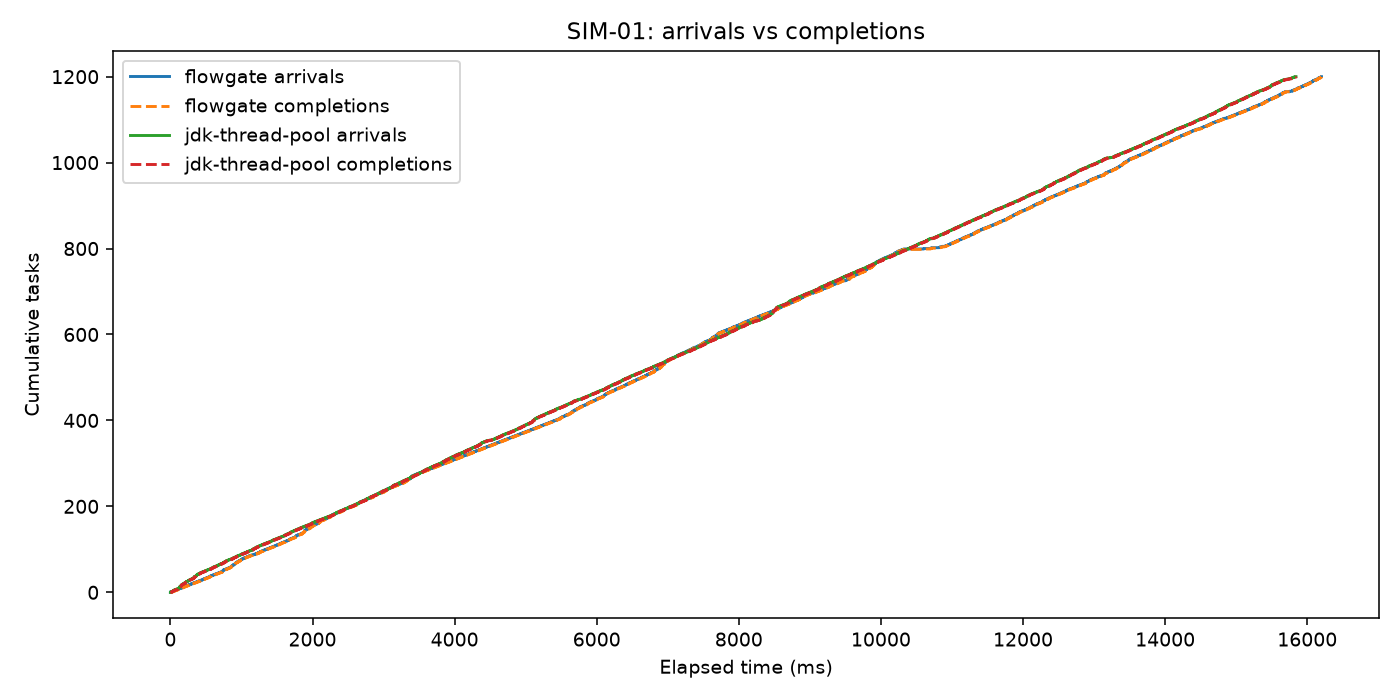 SIM-01: arrivals vs completions
flowgate arrivals
flowgate completions
jdk-thread-pool arrivals
jdk-thread-pool completions
1200
1000
800
600
400
200
0
Cumulative tasks
0 2000 4000 6000 8000 10000 12000 14000 16000
Elapsed time (ms)